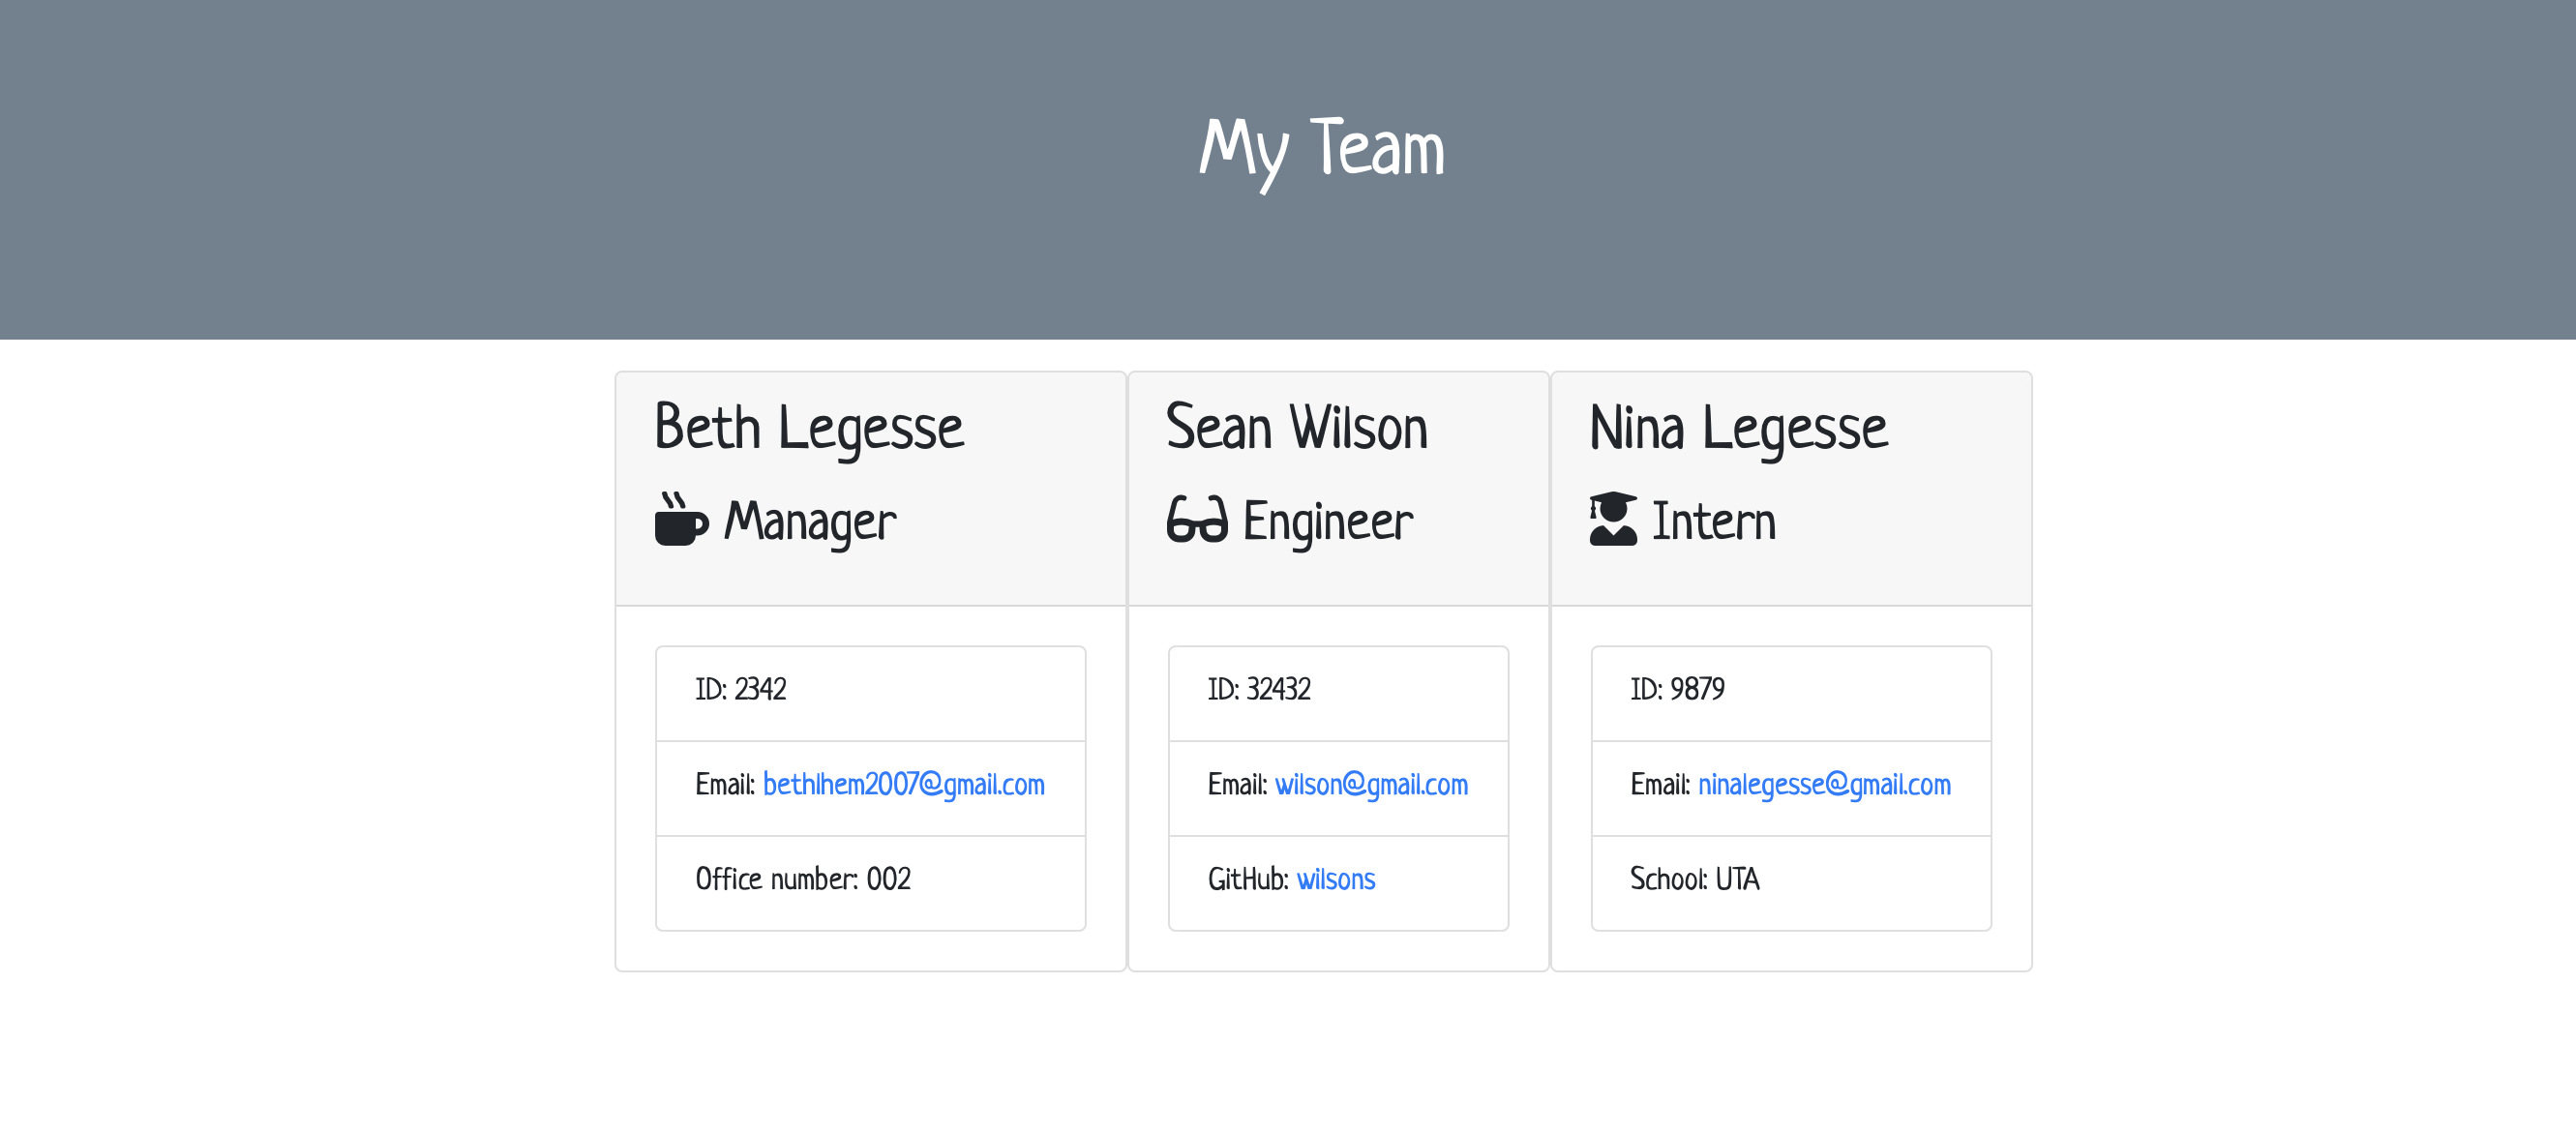 My Team
Beth Legesse
Manager
ID: 2342
Email: bethlhem2007@gmail.com
Office number: 002
Sean Wilson
Engineer
ID: 32432
Email: wilson@gmail.com
GitHub: wilsons
Nina Legesse
Intern
ID: 9879
Email: ninalegesse@gmail.com
School: UTA